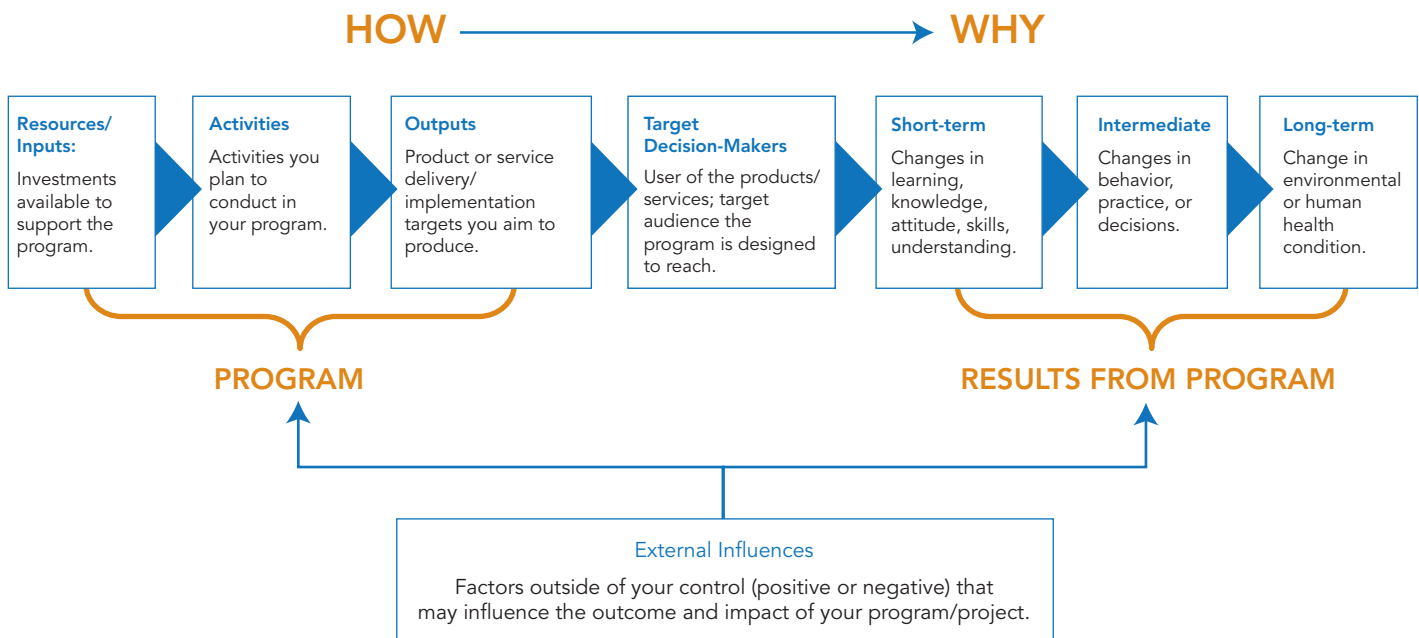 HOW
WHY
Resources/
Inputs:
Investments
available to
support the
program.
Activities
Activities you
plan to
conduct in
your program.
Outputs
Product or service
delivery/
implementation
targets you aim to
produce.
Target
Decision-Makers
User of the products/
services; target
audience the
program is designed
to reach.
Short-term
Changes in
learning,
knowledge,
attitude, skills,
understanding.
Intermediate
Changes in
behavior,
practice, or
decisions.
Long-term
Change in
environmental
or human
health
condition.
PROGRAM
RESULTS FROM PROGRAM
External Influences
Factors outside of your control (positive or negative) that
may influence the outcome and impact of your program/project.